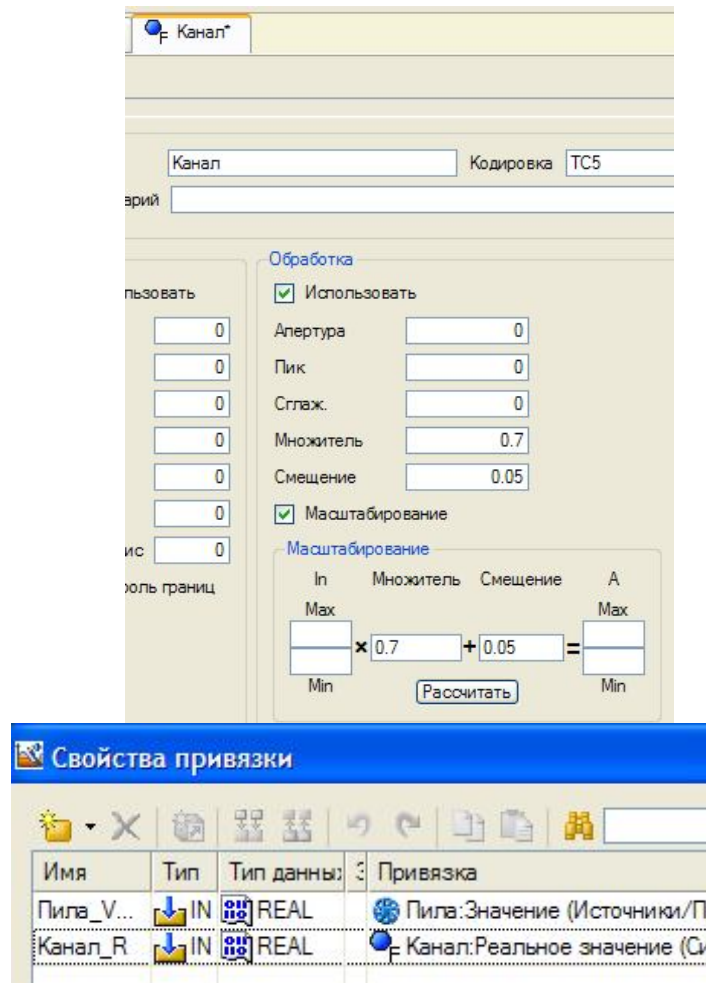 Канал*
Канал Кодировка TC5
арий
Обработка
льзовать Использовать
0 Апертура 0
0 Пик 0
0 Сглаж. 0
0 Множитель 0.7
0 Смещение 0.05
0 Масштабирование
ис 0 Масштабирование
роль границ In Множитель Смещение A
Max Max
× 0.7 + 0.05 =
Min Рассчитать Min
Свойства привязки
Имя Тип Тип данны Привязка
Пила_V... IN REAL Пила:Значение (Источники/П
Канал_R IN REAL Канал:Реальное значение (Си